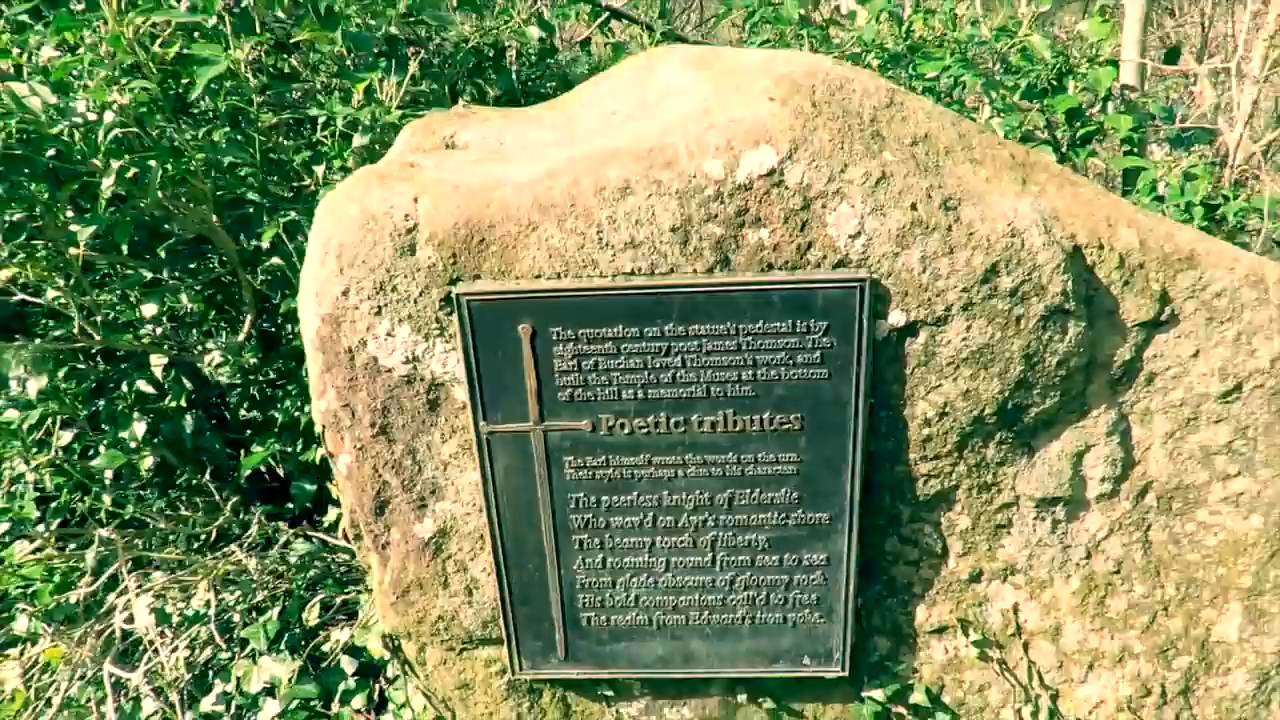 The quotation on the statue's pedestal is by
eighteenth century poet James Thomson. The
Earl of Buchan loved Thomson's work, and
built the Temple of the Muses at the bottom
of the hill as a memorial to him.
Poetic tributes
The Earl himself wrote the words on the urn.
Their style is perhaps a clue to his character:
The peerless knight of Elderslie
Who wav'd on Ayr's romantic shore
The beamy torch of liberty,
And roaming round from sea to sea
From glade obscure of gloomy rock
His bold companions call'd to free
The realm from Edward's iron yoke.
4